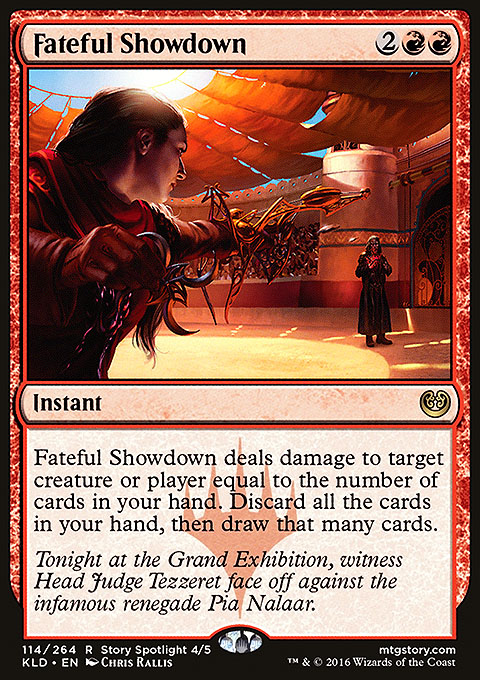 Fateful Showdown 2
Instant
Fateful Showdown deals damage to target
creature or player equal to the number of
cards in your hand. Discard all the cards
in your hand, then draw that many cards.
Tonight at the Grand Exhibition, witness
Head Judge Tezzeret face off against the
infamous renegade Pia Nalaar.
114/264 R Story Spotlight 4/5 mtgstory.com
KLD • EN Chris Rallis ™ & © 2016 Wizards of the Coast